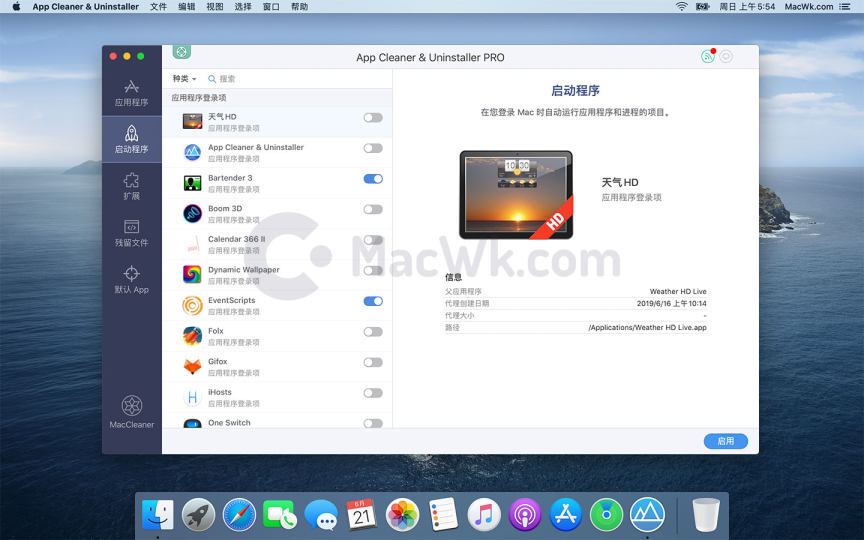 App Cleaner & Uninstaller 文件 编辑 视图 选择 窗口 帮助 周日 上午 5:54 MacWk.com
App Cleaner & Uninstaller PRO
应用程序
启动程序
扩展
残留文件
默认 App
MacCleaner
种类 搜索
应用程序登录项
天气 HD
应用程序登录项
App Cleaner & Uninstaller
应用程序登录项
Bartender 3
应用程序登录项
Boom 3D
应用程序登录项
Calendar 366 II
应用程序登录项
Dynamic Wallpaper
应用程序登录项
EventScripts
应用程序登录项
Folx
应用程序登录项
Gifox
应用程序登录项
iHosts
应用程序登录项
One Switch
启动程序
在您登录 Mac 时自动运行应用程序和进程的项目。
10 30
HD
天气 HD
应用程序登录项
MacWk.com
信息
父应用程序 Weather HD Live
代理创建日期 2019/6/16 上午10:14
代理大小 -
路径 /Applications/Weather HD Live.app
启用
6月
21